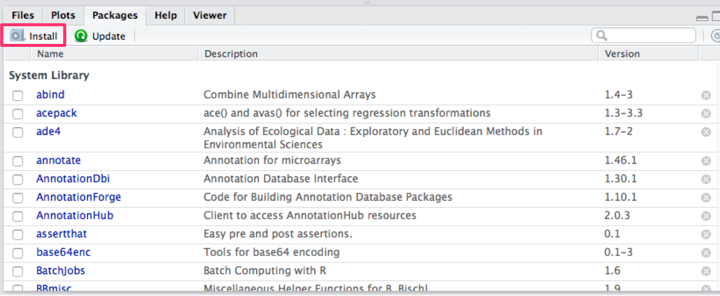 Files Plots Packages Help Viewer
Install Update
Name Description Version
System Library
abind Combine Multidimensional Arrays 1.4-3
acepack ace() and avas() for selecting regression transformations 1.3-3.3
ade4 Analysis of Ecological Data : Exploratory and Euclidean Methods in 1.7-2
Environmental Sciences
annotate Annotation for microarrays 1.46.1
AnnotationDbi Annotation Database Interface 1.30.1
AnnotationForge Code for Building Annotation Database Packages 1.10.1
AnnotationHub Client to access AnnotationHub resources 2.0.3
assertthat Easy pre and post assertions. 0.1
base64enc Tools for base64 encoding 0.1-3
BatchJobs Batch Computing with R 1.6
BBmisc Miscellaneous Helper Functions for B. Bischl 1.9